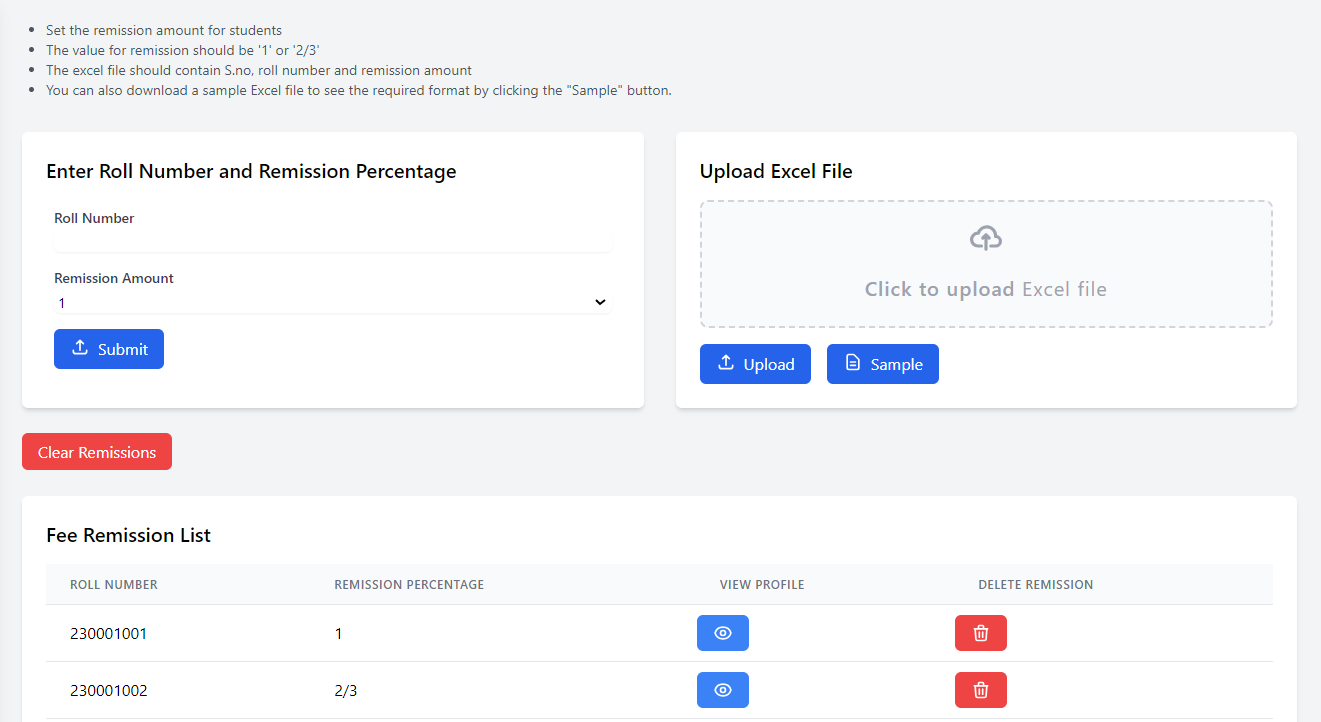 Set the remission amount for students
The value for remission should be '1' or '2/3'
The excel file should contain S.no, roll number and remission amount
You can also download a sample Excel file to see the required format by clicking the "Sample" button.
Enter Roll Number and Remission Percentage
Roll Number
Remission Amount
1
Submit
Upload Excel File
Click to upload Excel file
Upload Sample
Clear Remissions
Fee Remission List
ROLL NUMBER REMISSION PERCENTAGE VIEW PROFILE DELETE REMISSION
230001001 1
230001002 2/3